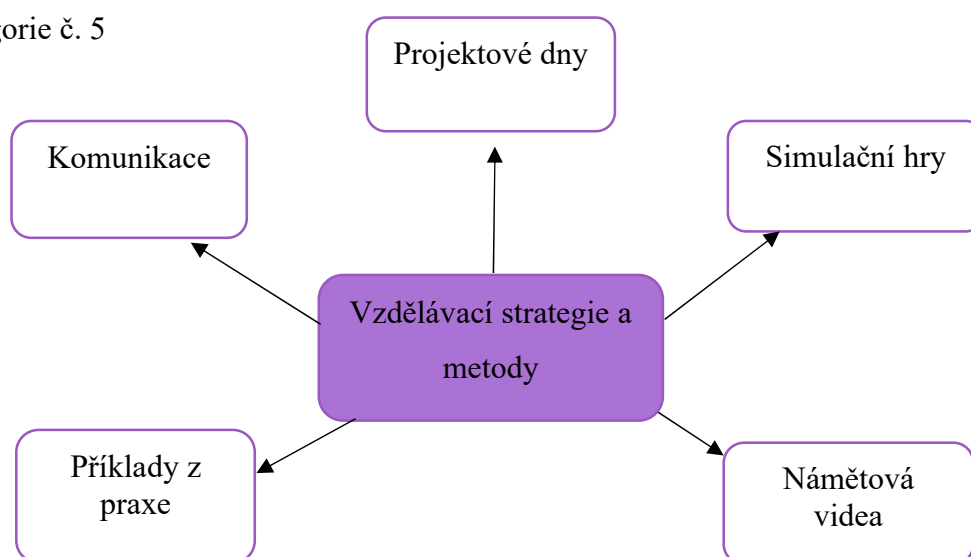 gorie č. 5
Projektové dny
Komunikace
Simulační hry
Vzdělávací strategie a
metody
Příklady z
praxe
Námětová
videa